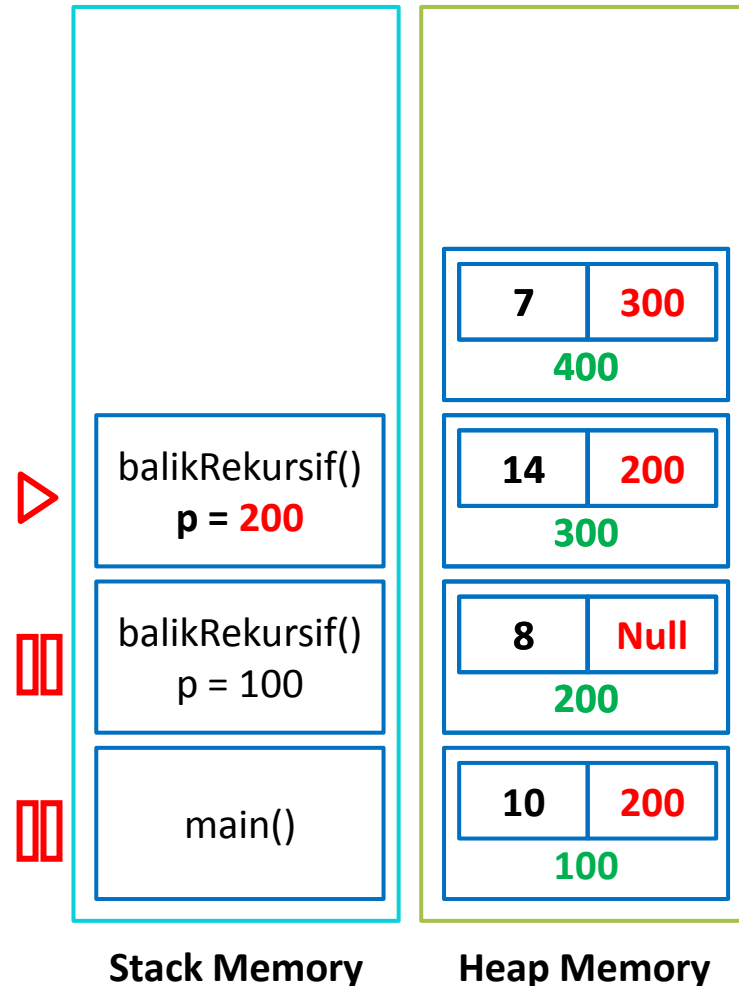 balikRekursif()
p = 200
balikRekursif()
p = 100
main()
Stack Memory
7 300
400
14 200
300
8 Null
200
10 200
100
Heap Memory